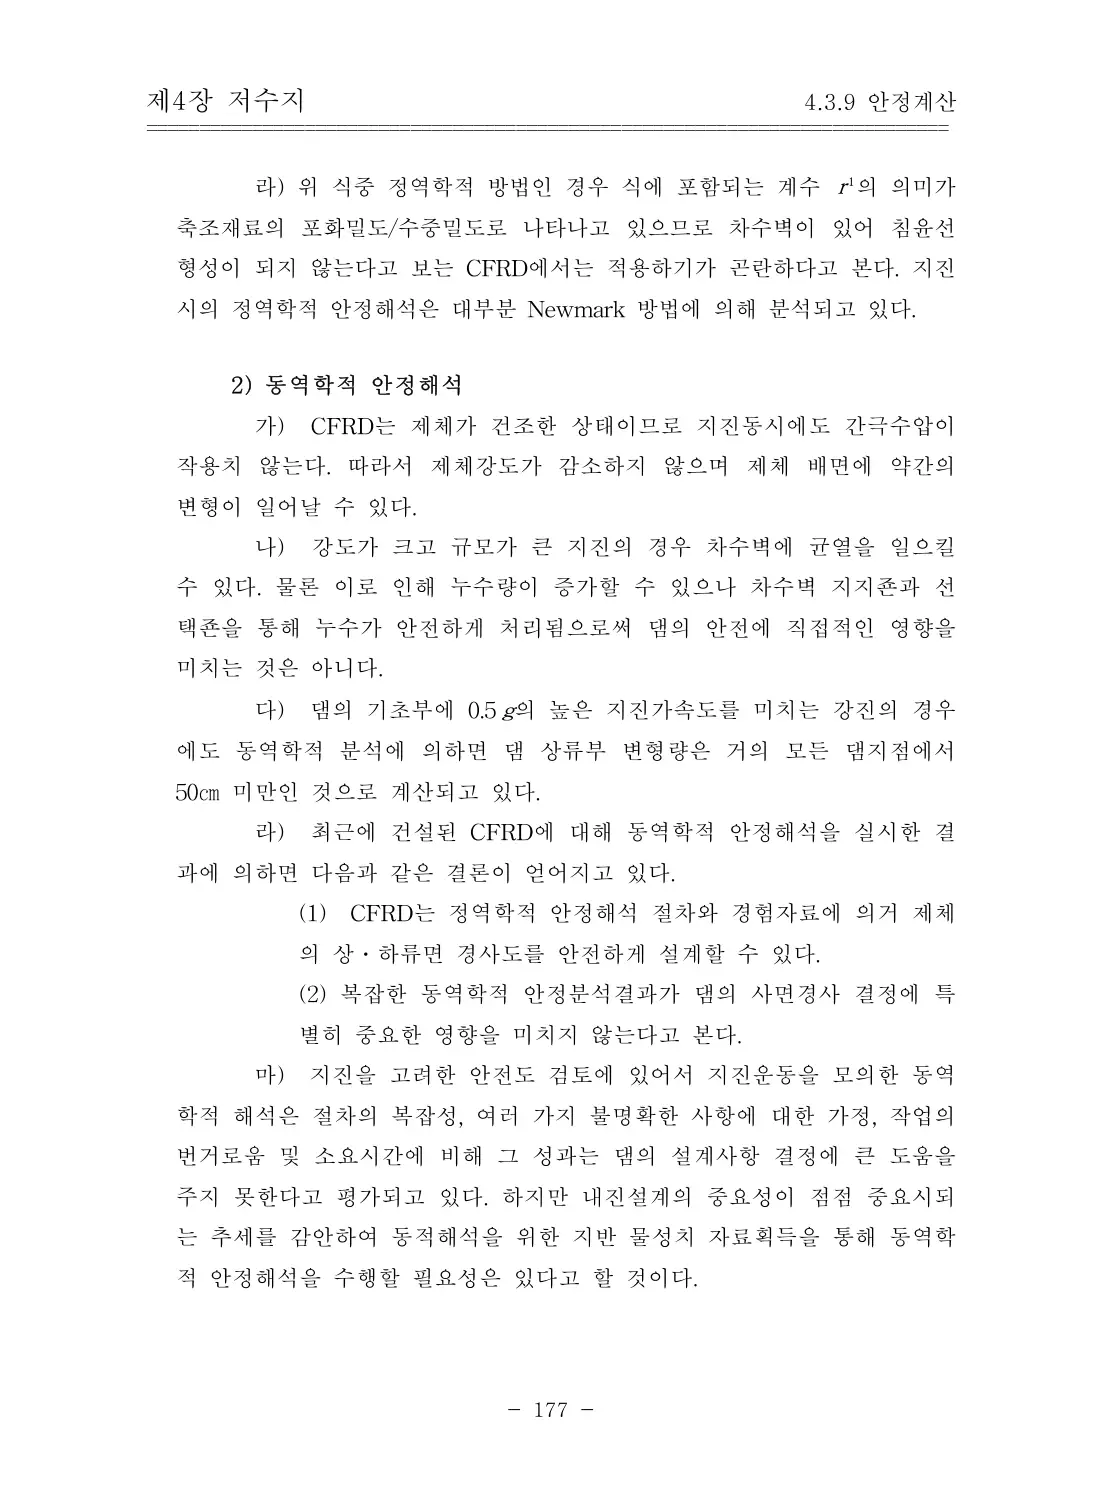 제4장 저수지
4.3.9 안정계산
라) 위 식중 정역학적 방법인 경우 식에 포함되는 계수 r¹의 의미가
축조재료의 포화밀도/수중밀도로 나타나고 있으므로 차수벽이 있어 침윤선
형성이 되지 않는다고 보는 CFRD에서는 적용하기가 곤란하다고 본다. 지진
시의 정역학적 안정해석은 대부분 Newmark 방법에 의해 분석되고 있다.
2) 동역학적 안정해석
가) CFRD는 제체가 건조한 상태이므로 지진동시에도 간극수압이
작용치 않는다. 따라서 제체강도가 감소하지 않으며 제체 배면에 약간의
변형이 일어날 수 있다.
나) 강도가 크고 규모가 큰 지진의 경우 차수벽에 균열을 일으킬
수 있다. 물론 이로 인해 누수량이 증가할 수 있으나 차수벽 지지죤과 선
택죤을 통해 누수가 안전하게 처리됨으로써 댐의 안전에 직접적인 영향을
미치는 것은 아니다.
다) 댐의 기초부에 0.5g의 높은 지진가속도를 미치는 강진의 경우
에도 동역학적 분석에 의하면 댐 상류부 변형량은 거의 모든 댐지점에서
50㎝ 미만인 것으로 계산되고 있다.
라) 최근에 건설된 CFRD에 대해 동역학적 안정해석을 실시한 결
과에 의하면 다음과 같은 결론이 얻어지고 있다.
(1) CFRD는 정역학적 안정해석 절차와 경험자료에 의거 제체
의 상・하류면 경사도를 안전하게 설계할 수 있다.
(2) 복잡한 동역학적 안정분석결과가 댐의 사면경사 결정에 특
별히 중요한 영향을 미치지 않는다고 본다.
마) 지진을 고려한 안전도 검토에 있어서 지진운동을 모의한 동역
학적 해석은 절차의 복잡성, 여러 가지 불명확한 사항에 대한 가정, 작업의
번거로움 및 소요시간에 비해 그 성과는 댐의 설계사항 결정에 큰 도움을
주지 못한다고 평가되고 있다. 하지만 내진설계의 중요성이 점점 중요시되
는 추세를 감안하여 동적해석을 위한 지반 물성치 자료획득을 통해 동역학
적 안정해석을 수행할 필요성은 있다고 할 것이다.
- 177 -